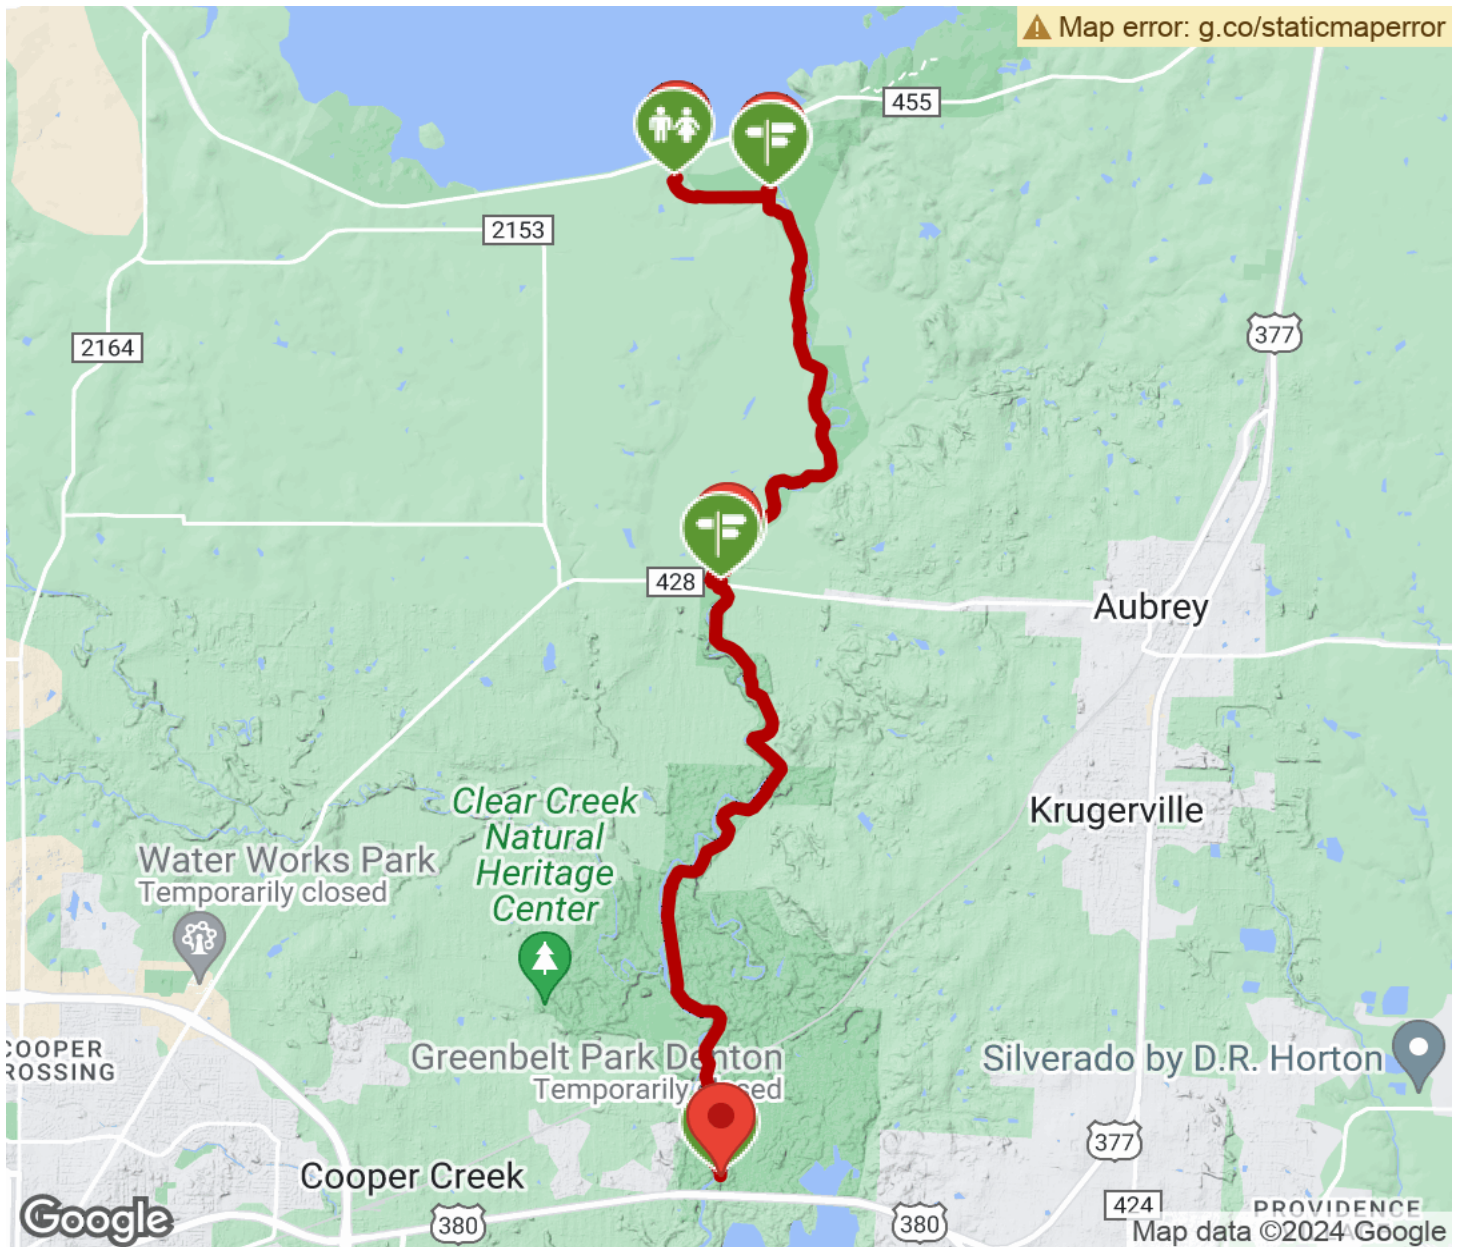 Map error: g.co/staticmaperror
455
2153
377
2164
428
Aubrey
Krugerville
Clear Creek
Natural
Heritage
Center
Water Works Park
Temporarily closed
COOPER
ROSSING
Greenbelt Park Denton
Temporarily
Silverado by D.R. Horton
377
Cooper Creek
424
PROVIDENCE
380
380
Google
Map data ©2024 Google